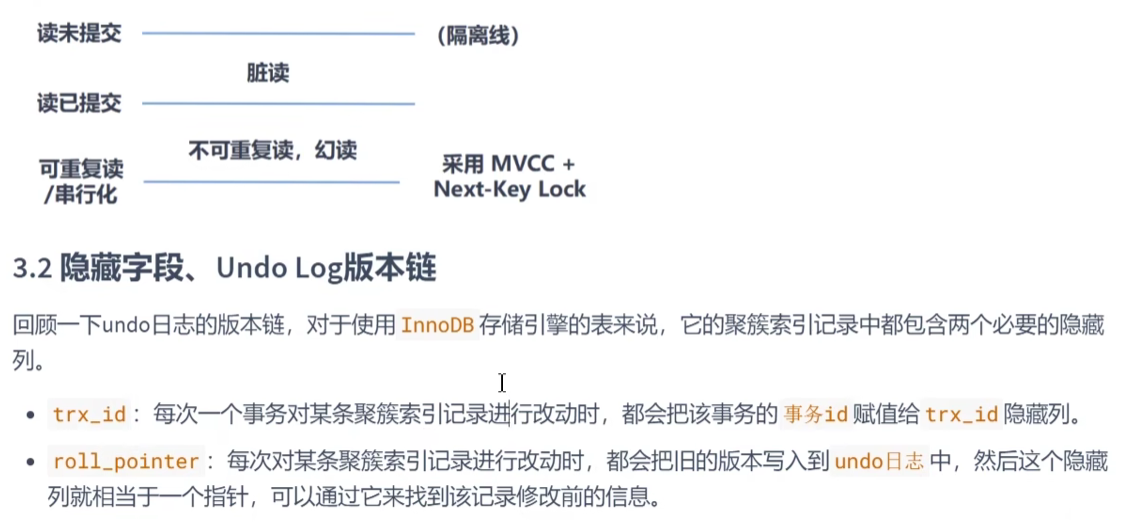 读未提交
(隔离线)
脏读
读已提交
不可重复读，幻读
可重复读
/串行化
采用 MVCC +
Next-Key Lock
3.2 隐藏字段、Undo Log版本链
回顾一下undo日志的版本链，对于使用 InnoDB 存储引擎的表来说，它的聚簇索引记录中都包含两个必要的隐藏
列。
• trx_id：每次一个事务对某条聚簇索引记录进行改动时，都会把该事务的 事务id 赋值给 trx_id 隐藏列。
• roll_pointer：每次对某条聚簇索引记录进行改动时，都会把旧的版本写入到 undo日志 中，然后这个隐藏
列就相当于一个指针，可以通过它来找到该记录修改前的信息。